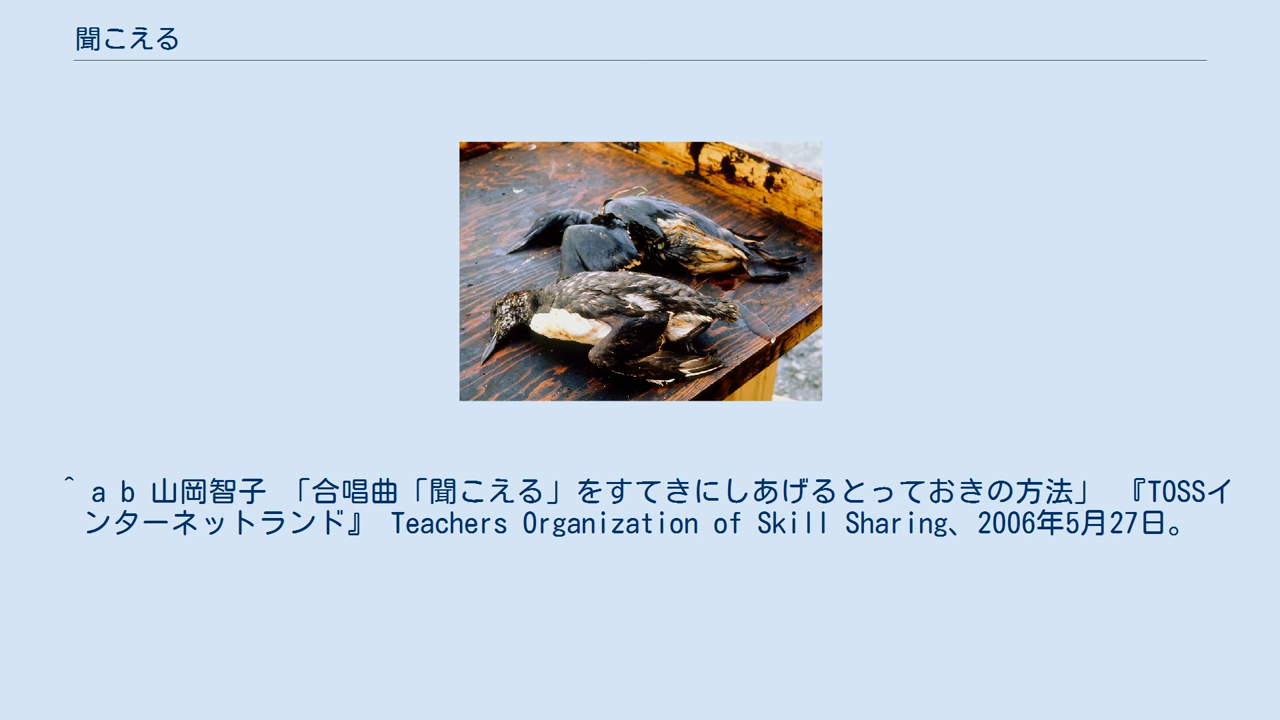 聞こえる
^ a b 山岡智子 「合唱曲「聞こえる」をすてきにしあげるとっておきの方法」 『TOSSイ
ンターネットランド』 Teachers Organization of Skill Sharing、2006年5月27日。